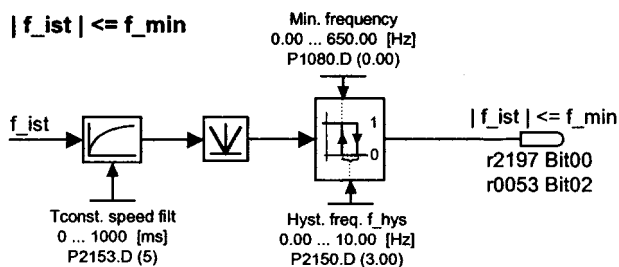 | f_ist | <= f_min
Min. frequency
0.00 ... 650.00 [Hz]
P1080.D (0.00)
f_ist
1
0
| f_ist | <= f_min
r2197 Bit00
r0053 Bit02
Tconst. speed filt
0 ... 1000 [ms]
P2153.D (5)
Hyst. freq. f_hys
0.00 ... 10.00 [Hz]
P2150.D (3.00)